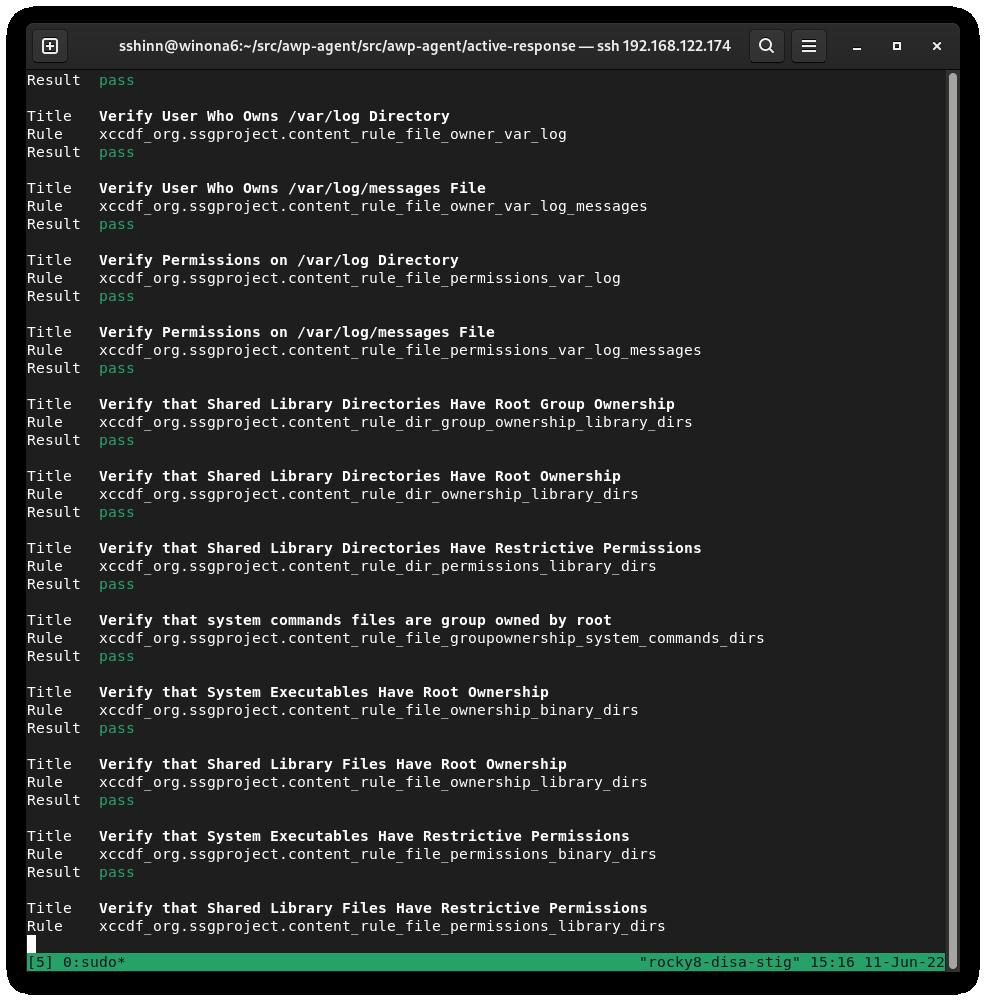 sshinn@winona6:~/src/awp-agent/src/awp-agent/active-response — ssh 192.168.122.174
Result  pass
Title   Verify User Who Owns /var/log Directory
Rule    xccdf_org.ssgproject.content_rule_file_owner_var_log
Result  pass
Title   Verify User Who Owns /var/log/messages File
Rule    xccdf_org.ssgproject.content_rule_file_owner_var_log_messages
Result  pass
Title   Verify Permissions on /var/log Directory
Rule    xccdf_org.ssgproject.content_rule_file_permissions_var_log
Result  pass
Title   Verify Permissions on /var/log/messages File
Rule    xccdf_org.ssgproject.content_rule_file_permissions_var_log_messages
Result  pass
Title   Verify that Shared Library Directories Have Root Group Ownership
Rule    xccdf_org.ssgproject.content_rule_dir_group_ownership_library_dirs
Result  pass
Title   Verify that Shared Library Directories Have Root Ownership
Rule    xccdf_org.ssgproject.content_rule_dir_ownership_library_dirs
Result  pass
Title   Verify that Shared Library Directories Have Restrictive Permissions
Rule    xccdf_org.ssgproject.content_rule_dir_permissions_library_dirs
Result  pass
Title   Verify that system commands files are group owned by root
Rule    xccdf_org.ssgproject.content_rule_file_groupownership_system_commands_dirs
Result  pass
Title   Verify that System Executables Have Root Ownership
Rule    xccdf_org.ssgproject.content_rule_file_ownership_binary_dirs
Result  pass
Title   Verify that Shared Library Files Have Root Ownership
Rule    xccdf_org.ssgproject.content_rule_file_ownership_library_dirs
Result  pass
Title   Verify that System Executables Have Restrictive Permissions
Rule    xccdf_org.ssgproject.content_rule_file_permissions_binary_dirs
Result  pass
Title   Verify that Shared Library Files Have Restrictive Permissions
Rule    xccdf_org.ssgproject.content_rule_file_permissions_library_dirs
[5] 0:sudo* "rocky8-disa-stig" 15:16 11-Jun-22